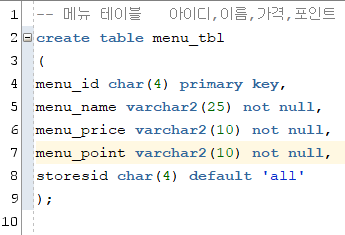 1 -- 메뉴 테이블 아이디,이름,가격,포인트
2 create table menu_tbl
3 (
4 menu_id char(4) primary key,
5 menu_name varchar2(25) not null,
6 menu_price varchar2(10) not null,
7 menu_point varchar2(10) not null,
8 storesid char(4) default 'all'
9 );
10